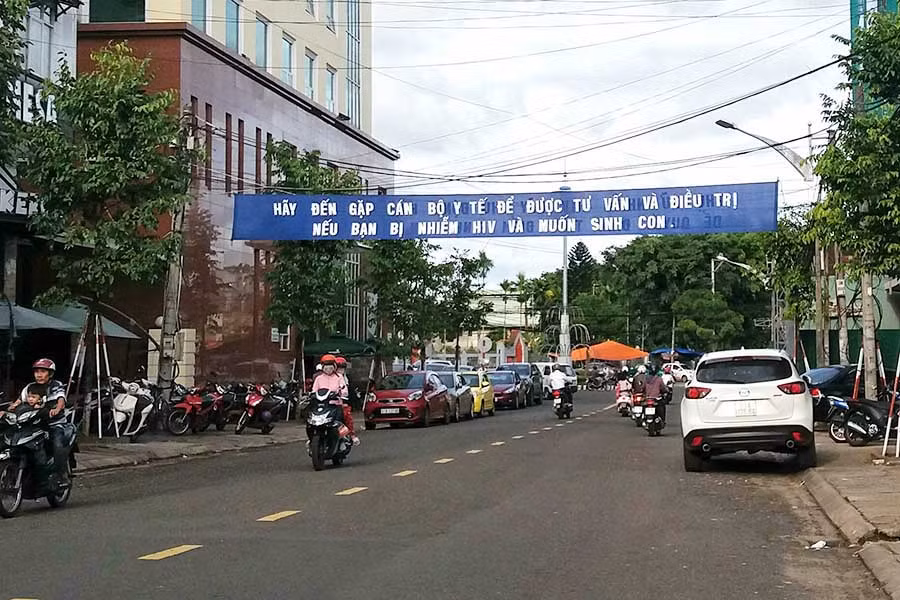 HÃY ĐẾN GẶP CÁN BỘ Y TẾ ĐỂ ĐƯỢC TƯ VẤN VÀ ĐIỀU TRỊ
NẾU BẠN BỊ NHIỄM HIV VÀ MUỐN SINH CON.